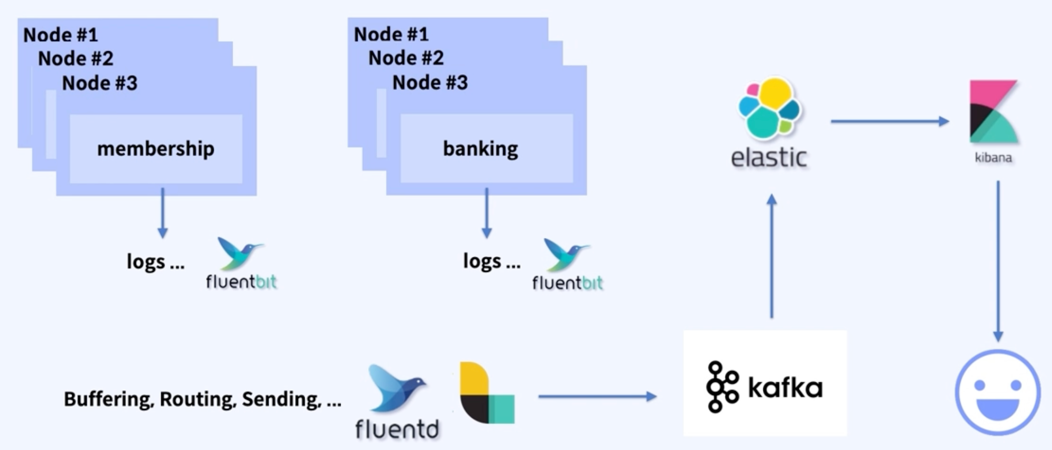 Node #1
Node #2
Node #3
membership
logs ...
fluentbit
Node #1
Node #2
Node #3
banking
logs ...
fluentbit
elastic
kibana
Buffering, Routing, Sending, ...
fluentd
kafka